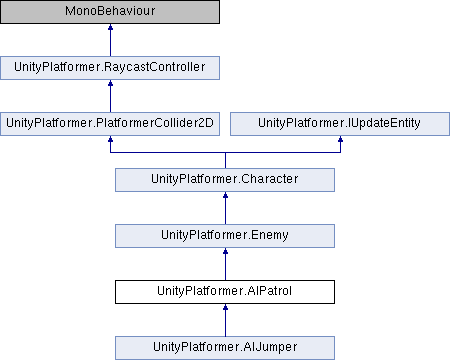 MonoBehaviour
UnityPlatformer.RaycastController
UnityPlatformer.PlatformerCollider2D
UnityPlatformer.IUpdateEntity
UnityPlatformer.Character
UnityPlatformer.Enemy
UnityPlatformer.AIPatrol
UnityPlatformer.AIJumper